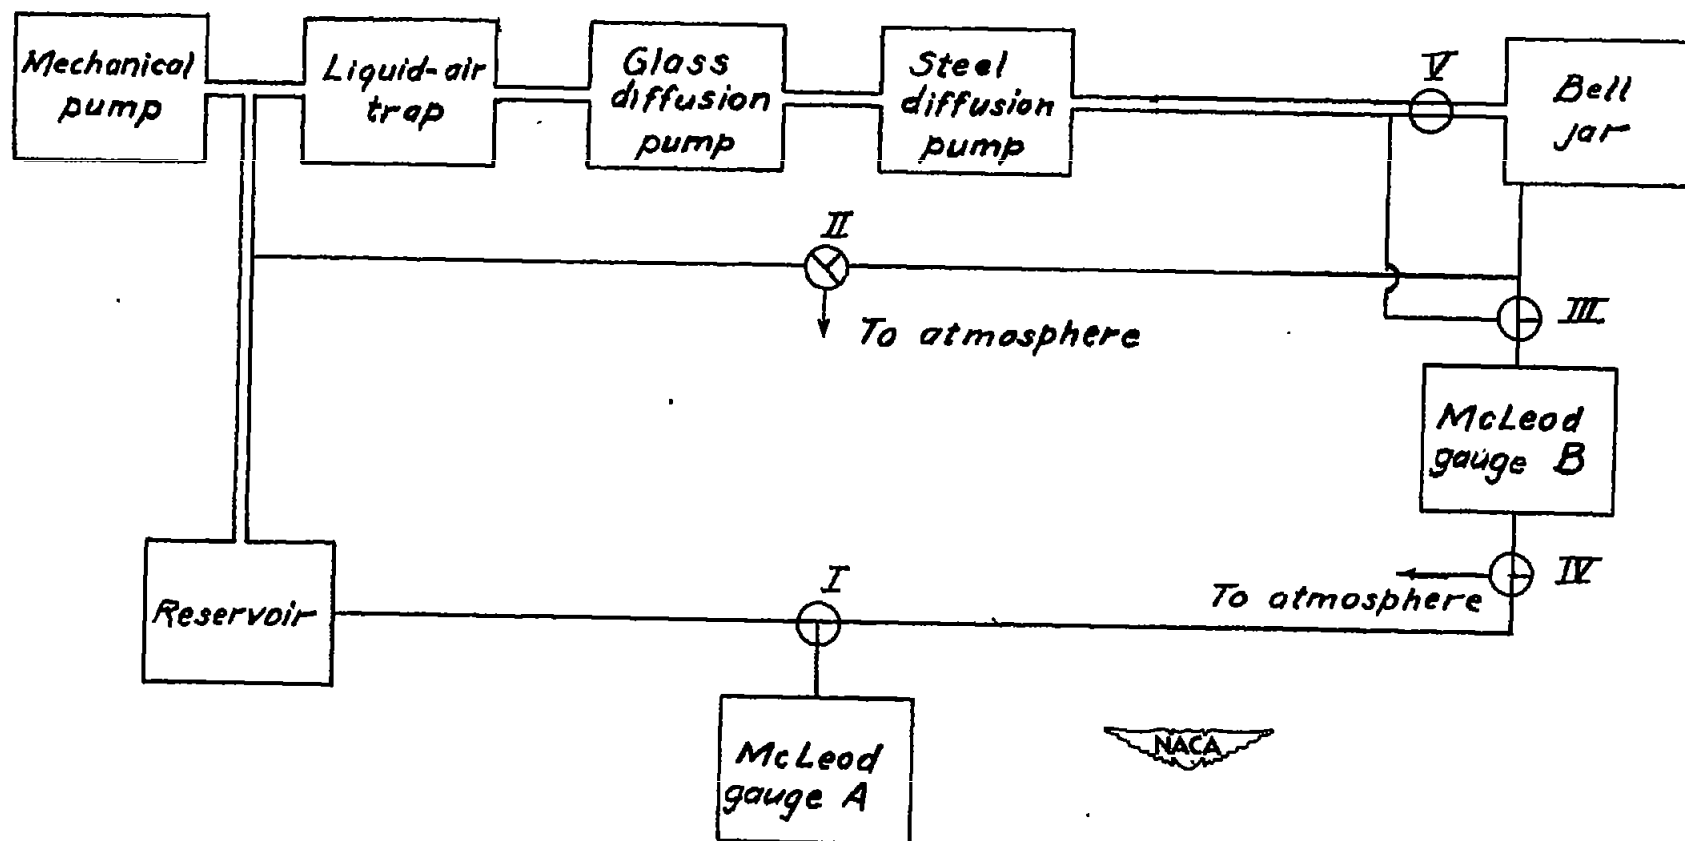 Mechanical
pump
Liquid-air
trap
Glass
diffusion
pump
Steel
diffusion
pump
V
Bell
jar
II
To atmosphere
III
McLeod
gauge B
Reservoir
I
To atmosphere
IV
McLeod
gauge A
NACA